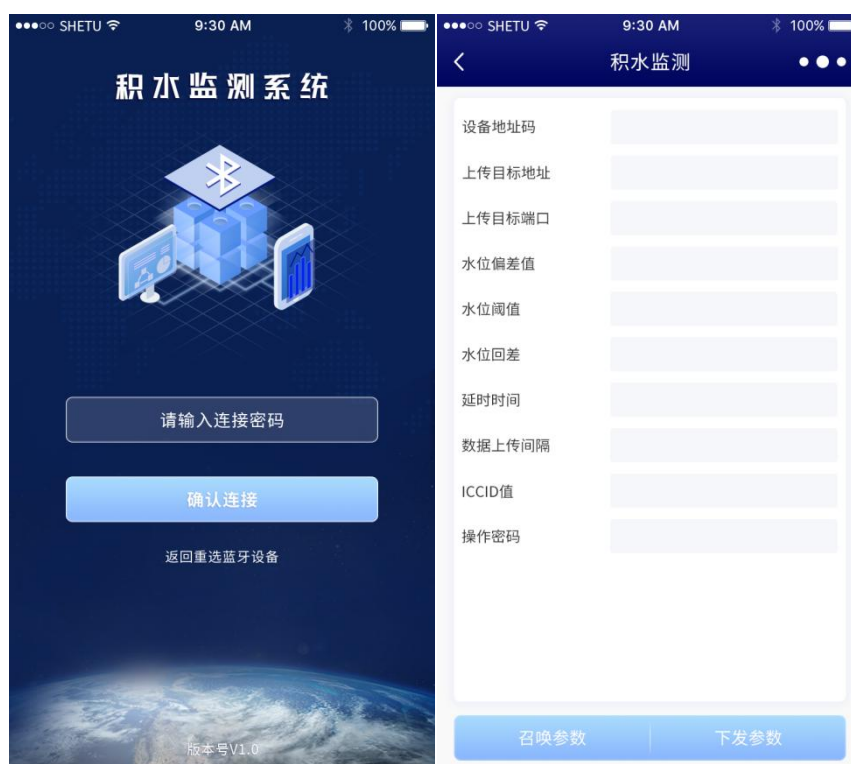 SHETU 9:30 AM 100%
积水监测系统
请输入连接密码
确认连接
返回重选蓝牙设备
版本号V1.0
SHETU 9:30 AM 100%
积水监测
设备地址码
上传目标地址
上传目标端口
水位偏差值
水位阈值
水位回差
延时时间
数据上传间隔
ICCID值
操作密码
召唤参数 下发参数